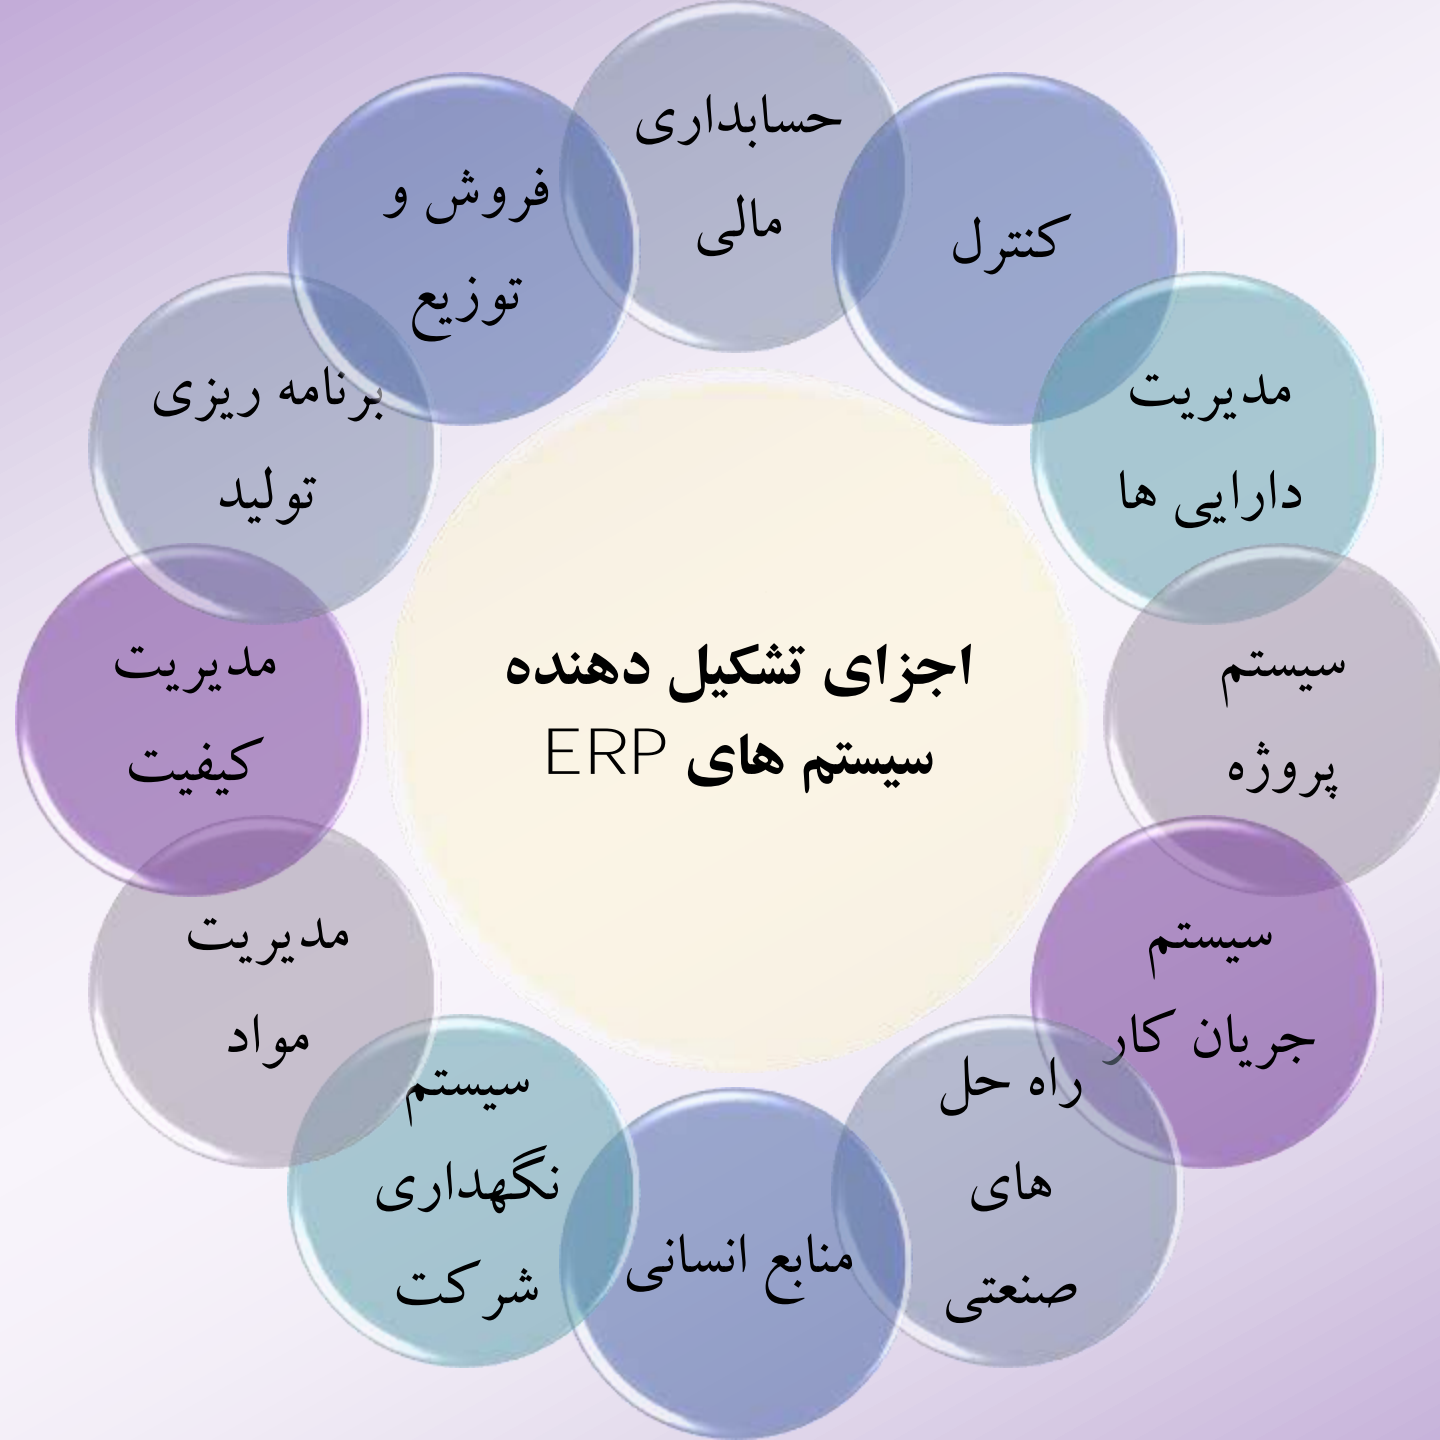 حسابداری
مالی
کنترل
مدیریت
دارایی ها
سیستم
پروژه
سیستم
جریان کار
راه حل
های
صنعتی
منابع انسانی
سیستم
نگهداری
شرکت
مدیریت
مواد
مدیریت
کیفیت
برنامه ریزی
تولید
فروش و
توزیع
اجزای تشکیل دهنده
سیستم های ERP